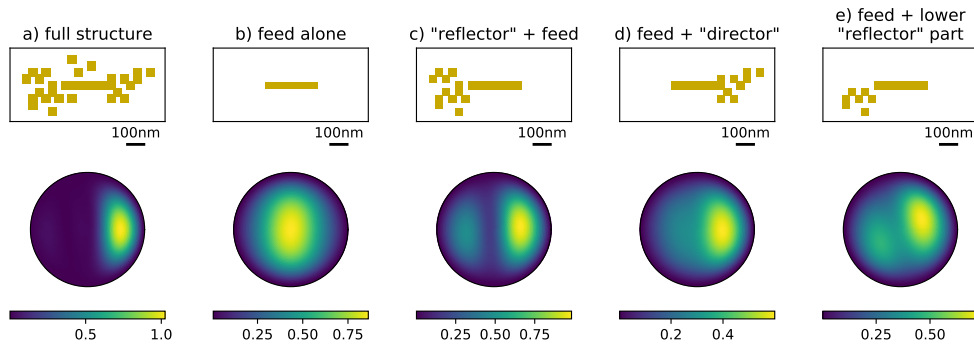 a) full structure
b) feed alone
c) "reflector" + feed
d) feed + "director"
e) feed + lower
"reflector" part
100nm
100nm
100nm
100nm
100nm
0.5 1.0
0.25 0.50 0.75
0.25 0.50 0.75
0.2 0.4
0.25 0.50